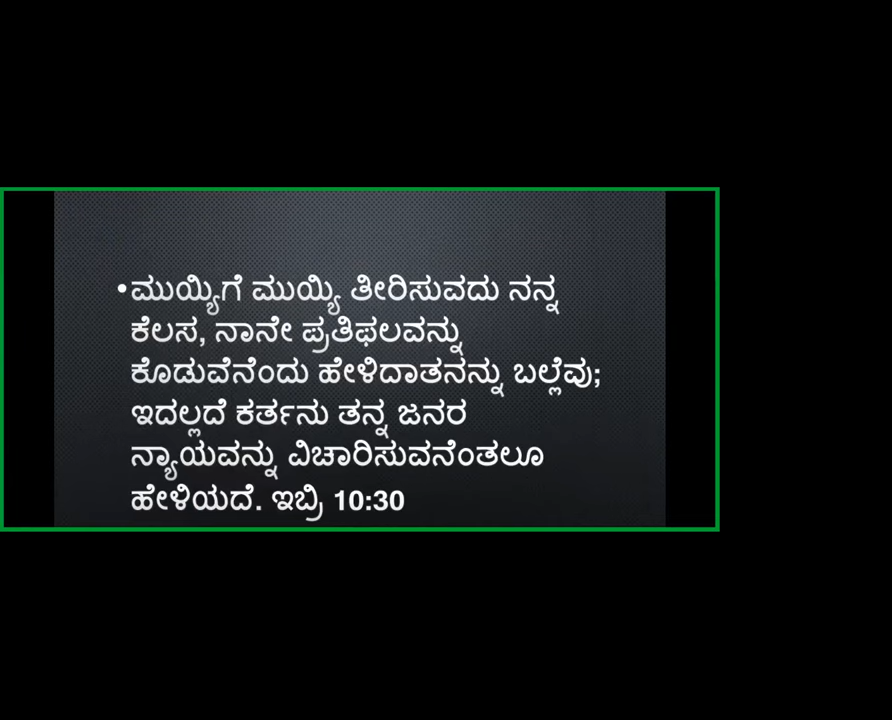 •ಮುಯ್ಯಿಗೆ ಮುಯ್ಯಿ ತೀರಿಸುವದು ನನ್ನ
ಕೆಲಸ, ನಾನೇ ಪ್ರತಿಫಲವನ್ನು
ಕೊಡುವೆನೆಂದು ಹೇಳಿದಾತನನ್ನು ಬಲ್ಲೆವು;
ಇದಲ್ಲದೆ ಕರ್ತನು ತನ್ನ ಜನರ
ನ್ಯಾಯವನ್ನು ವಿಚಾರಿಸುವನೆಂತಲೂ
ಹೇಳಿಯದೆ. ಇಬ್ರಿ 10:30